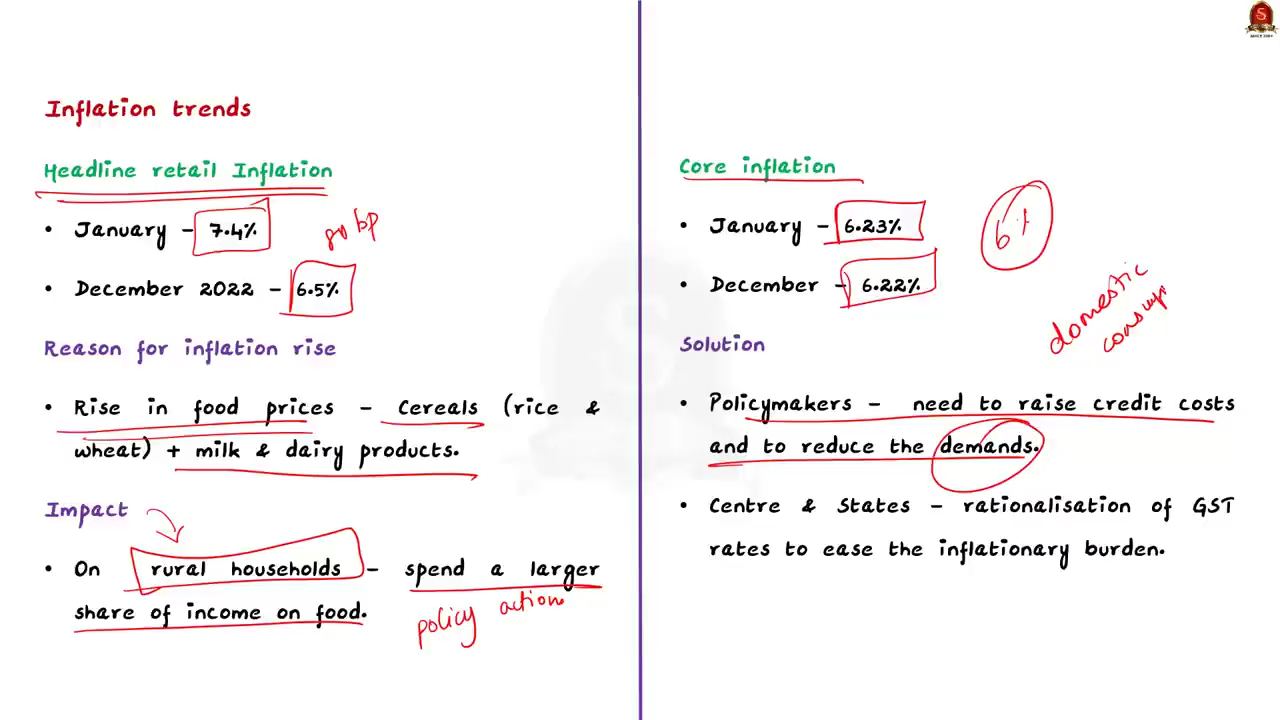 Inflation trends
Headline retail Inflation
• January - 7.4%
bp
• December 2022 - 6.5%
Reason for inflation rise
• Rise in food prices - Cereals (rice &
wheat) + milk & dairy products.
Impact
• On rural households - spend a larger
share of income on food.
policy action
Core inflation
• January - 6.23%
6%
• December - 6.22%
domestic
Solution
• Policymakers - need to raise credit costs
and to reduce the demands.
• Centre & States - rationalisation of GST
rates to ease the inflationary burden.